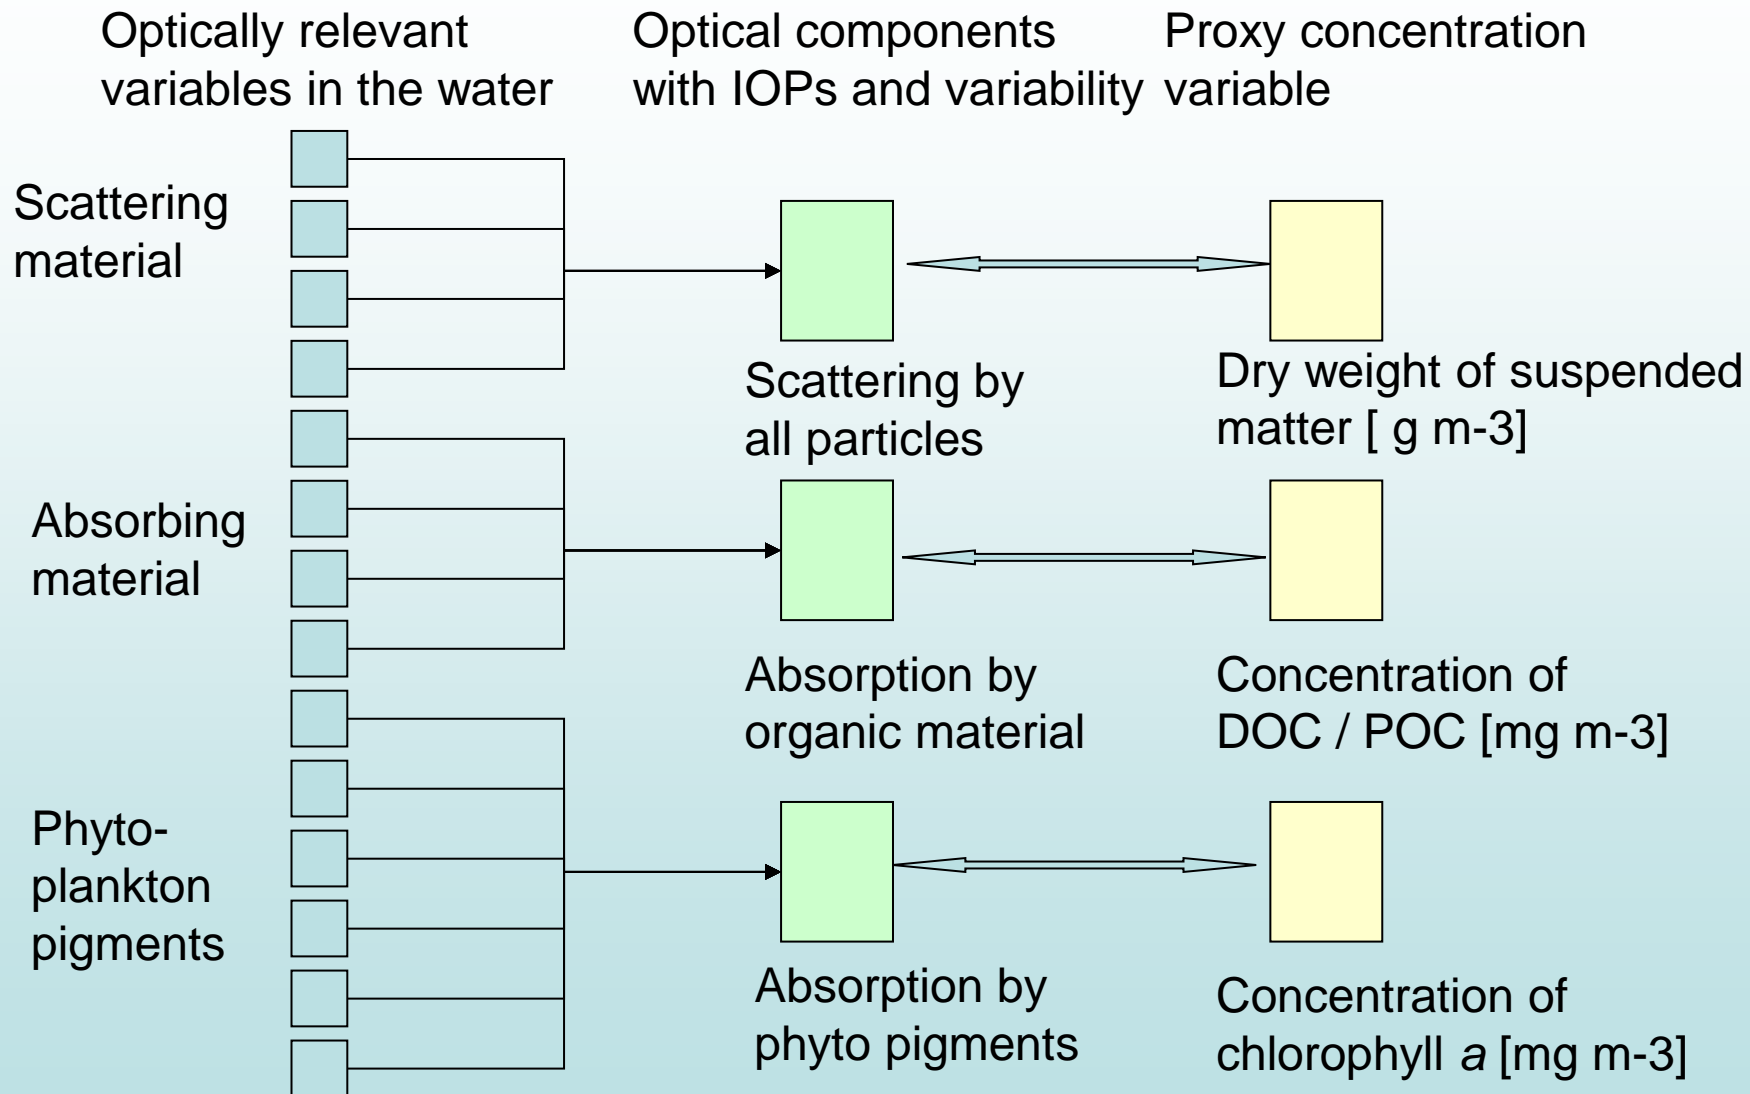 Optically relevant
variables in the water
Optical components
with IOPs and variability
Proxy concentration
variable
Scattering
material
Scattering by
all particles
Dry weight of suspended
matter [ g m-3]
Absorbing
material
Absorption by
organic material
Concentration of
DOC / POC [mg m-3]
Phyto-
plankton
pigments
Absorption by
phyto pigments
Concentration of
chlorophyll a [mg m-3]